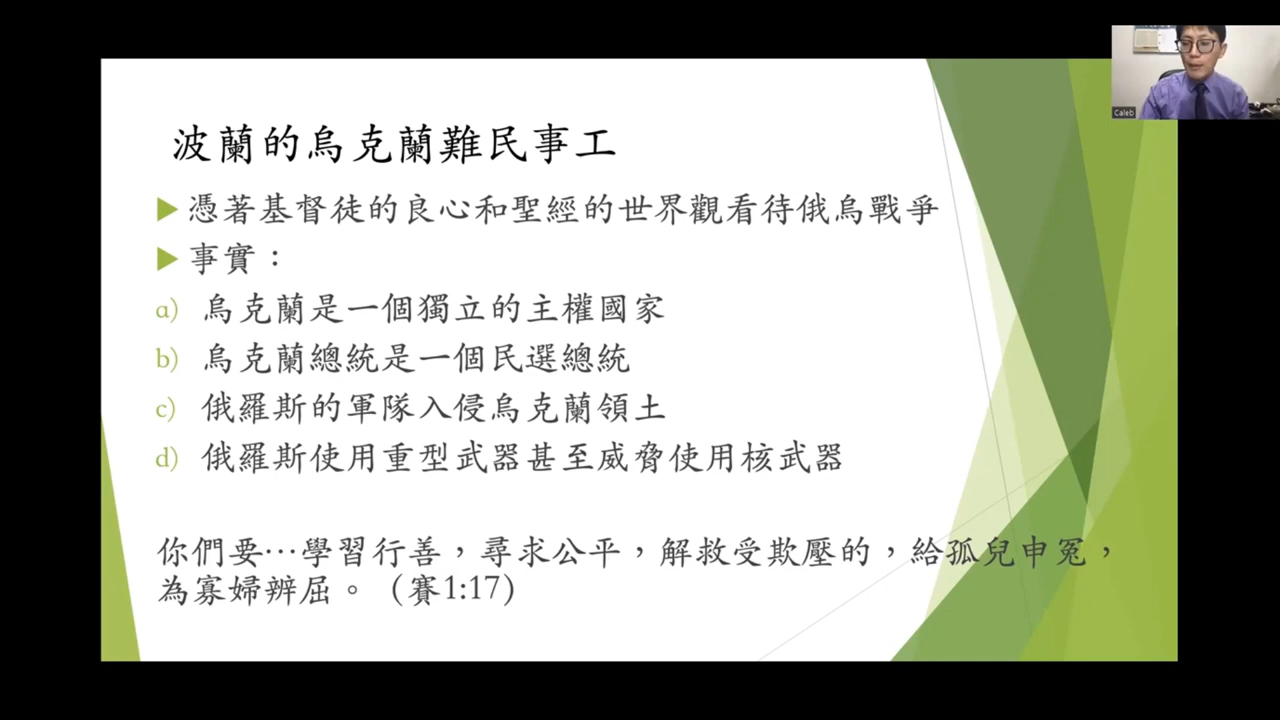 波蘭的烏克蘭難民事工
憑著基督徒的良心和聖經的世界觀看待俄烏戰爭
事實：
a) 烏克蘭是一個獨立的主權國家
b) 烏克蘭總統是一個民選總統
c) 俄羅斯的軍隊入侵烏克蘭領土
d) 俄羅斯使用重型武器甚至威脅使用核武器
你們要…學習行善，尋求公平，解救受欺壓的，給孤兒申冤，
為寡婦辨屈。（賽1:17）
Caleb